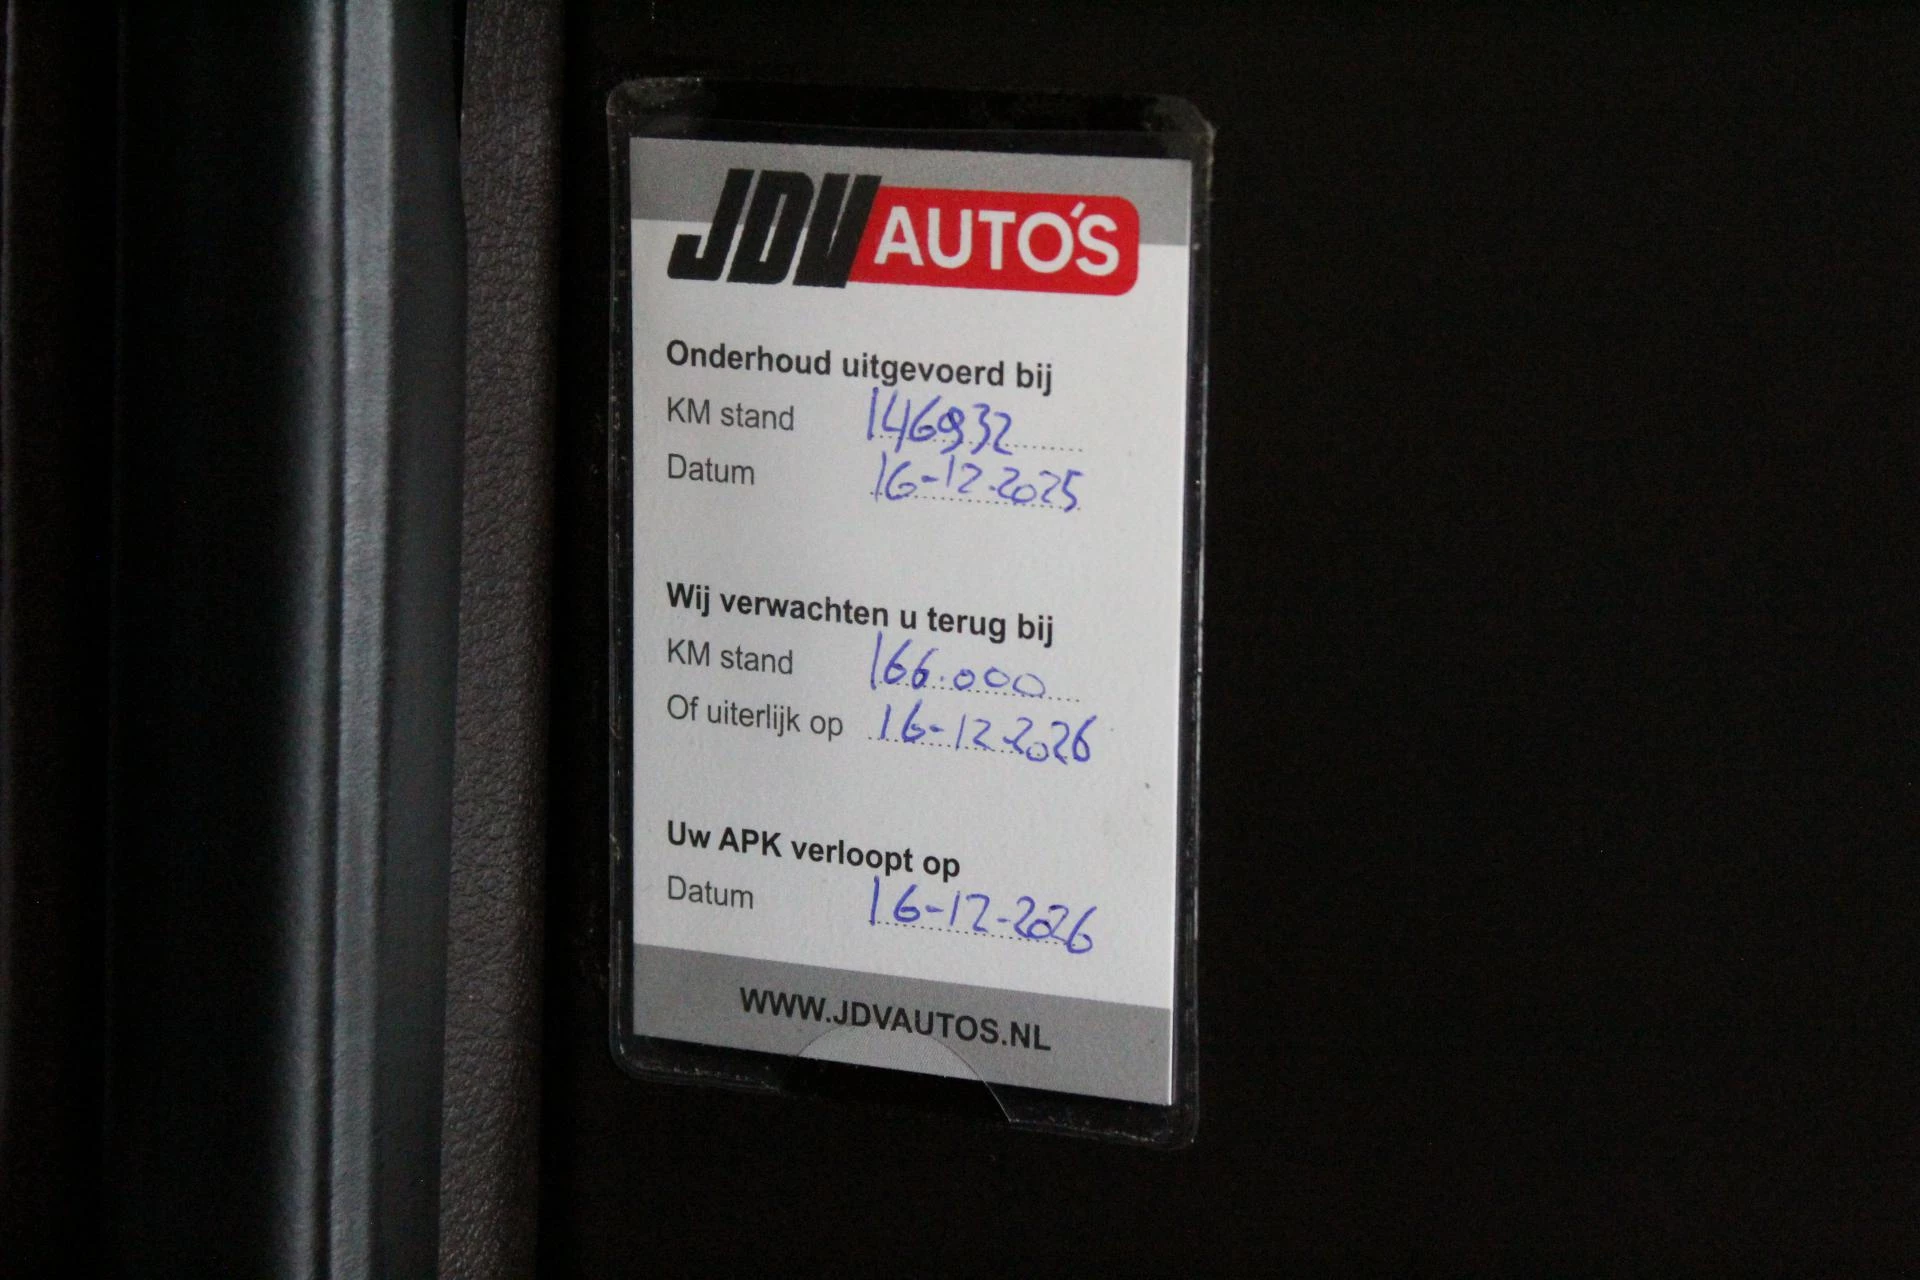 JDV AUTO'S
Onderhoud uitgevoerd bij
KM stand 146932
Datum 16-12-2025
Wij verwachten u terug bij
KM stand 166.000
Of uiterlijk op 16-12-2026
Uw APK verloopt op
Datum 16-12-2026
WWW.JDVAUTOS.NL